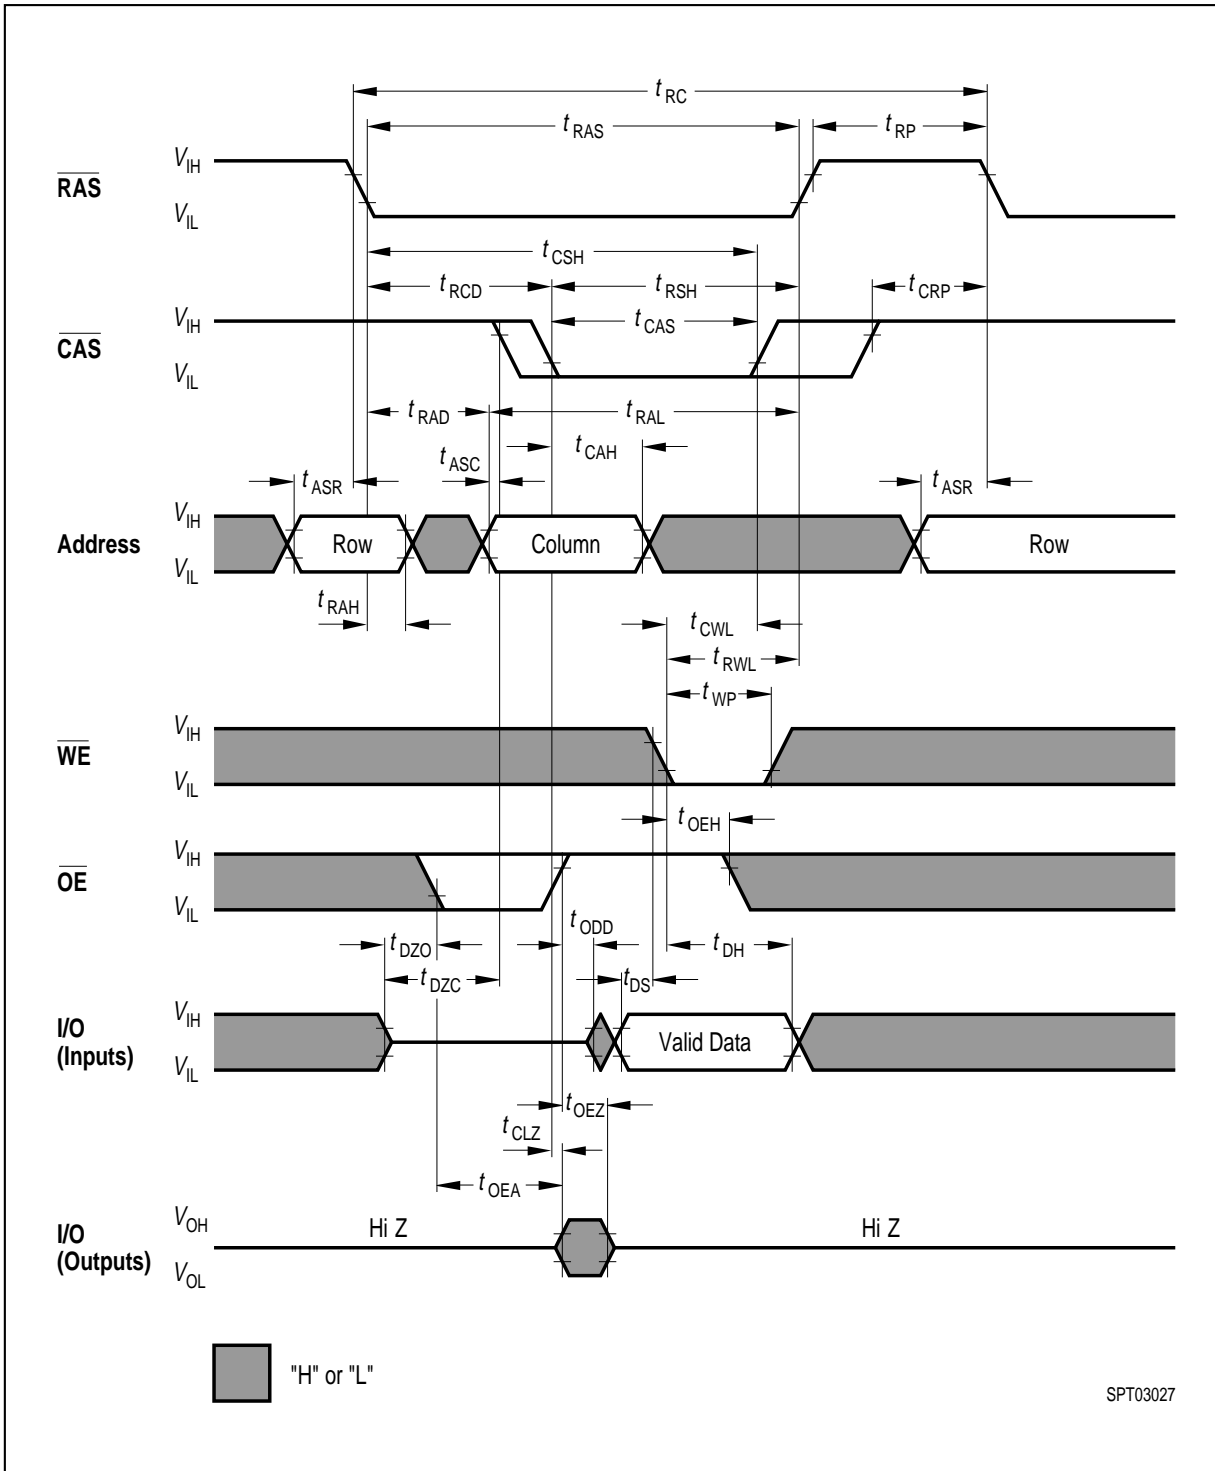 tRC
tRAS
tRP
RAS
VIH
VIL
tCSH
tRCD
tRSH
tCRP
CAS
VIH
VIL
tCAS
tRAD
tRAL
tASC
tCAH
tASR
tASR
Address
VIH
VIL
Row
Column
Row
tRAH
tCWL
tRWL
tWP
WE
VIH
VIL
tOEH
OE
VIH
VIL
tODD
tDZO
tDH
tDZC
tDS
I/O
(Inputs)
VIH
VIL
Valid Data
tOEZ
tCLZ
tOEA
I/O
(Outputs)
VOH
VOL
Hi Z
Hi Z
"H" or "L"
SPT03027